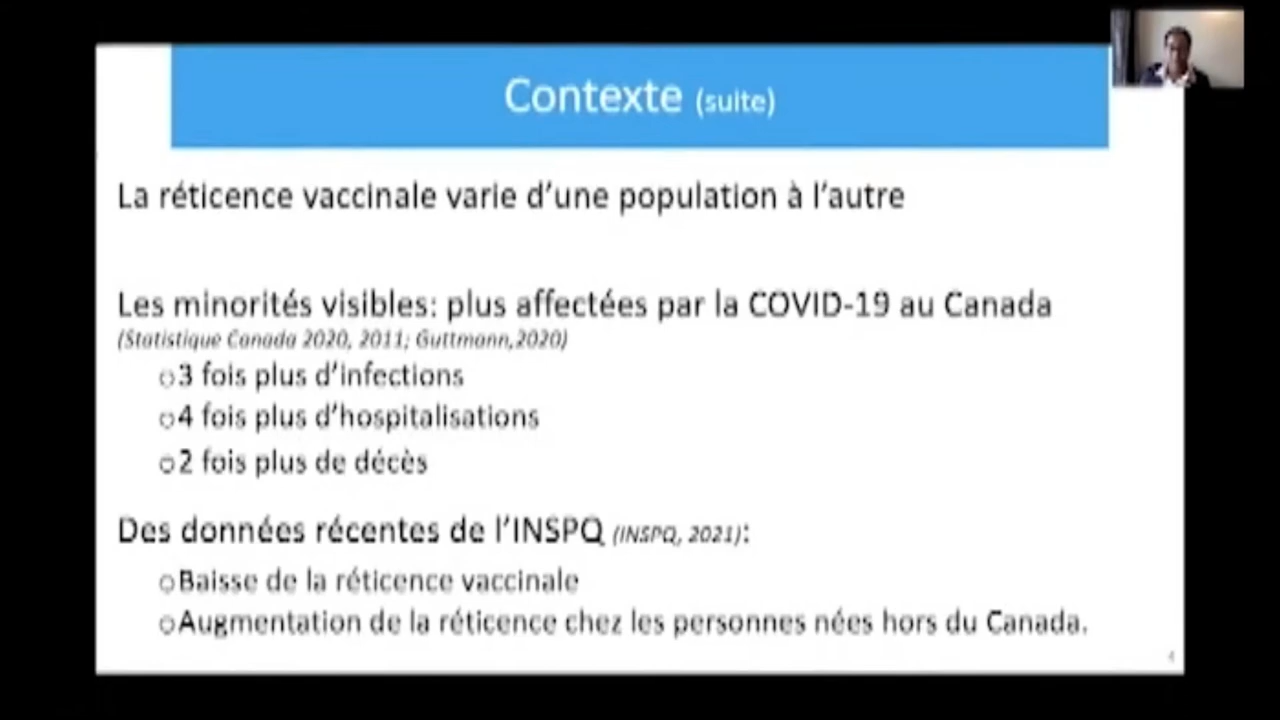 Contexte (suite)
La réticence vaccinale varie d'une population à l'autre
Les minorités visibles: plus affectées par la COVID-19 au Canada
(Statistique Canada 2020, 2011; Guttmann,2020)
○3 fois plus d'infections
○4 fois plus d'hospitalisations
○2 fois plus de décès
Des données récentes de l'INSPQ (INSPQ, 2021):
○Baisse de la réticence vaccinale
○Augmentation de la réticence chez les personnes nées hors du Canada.
4